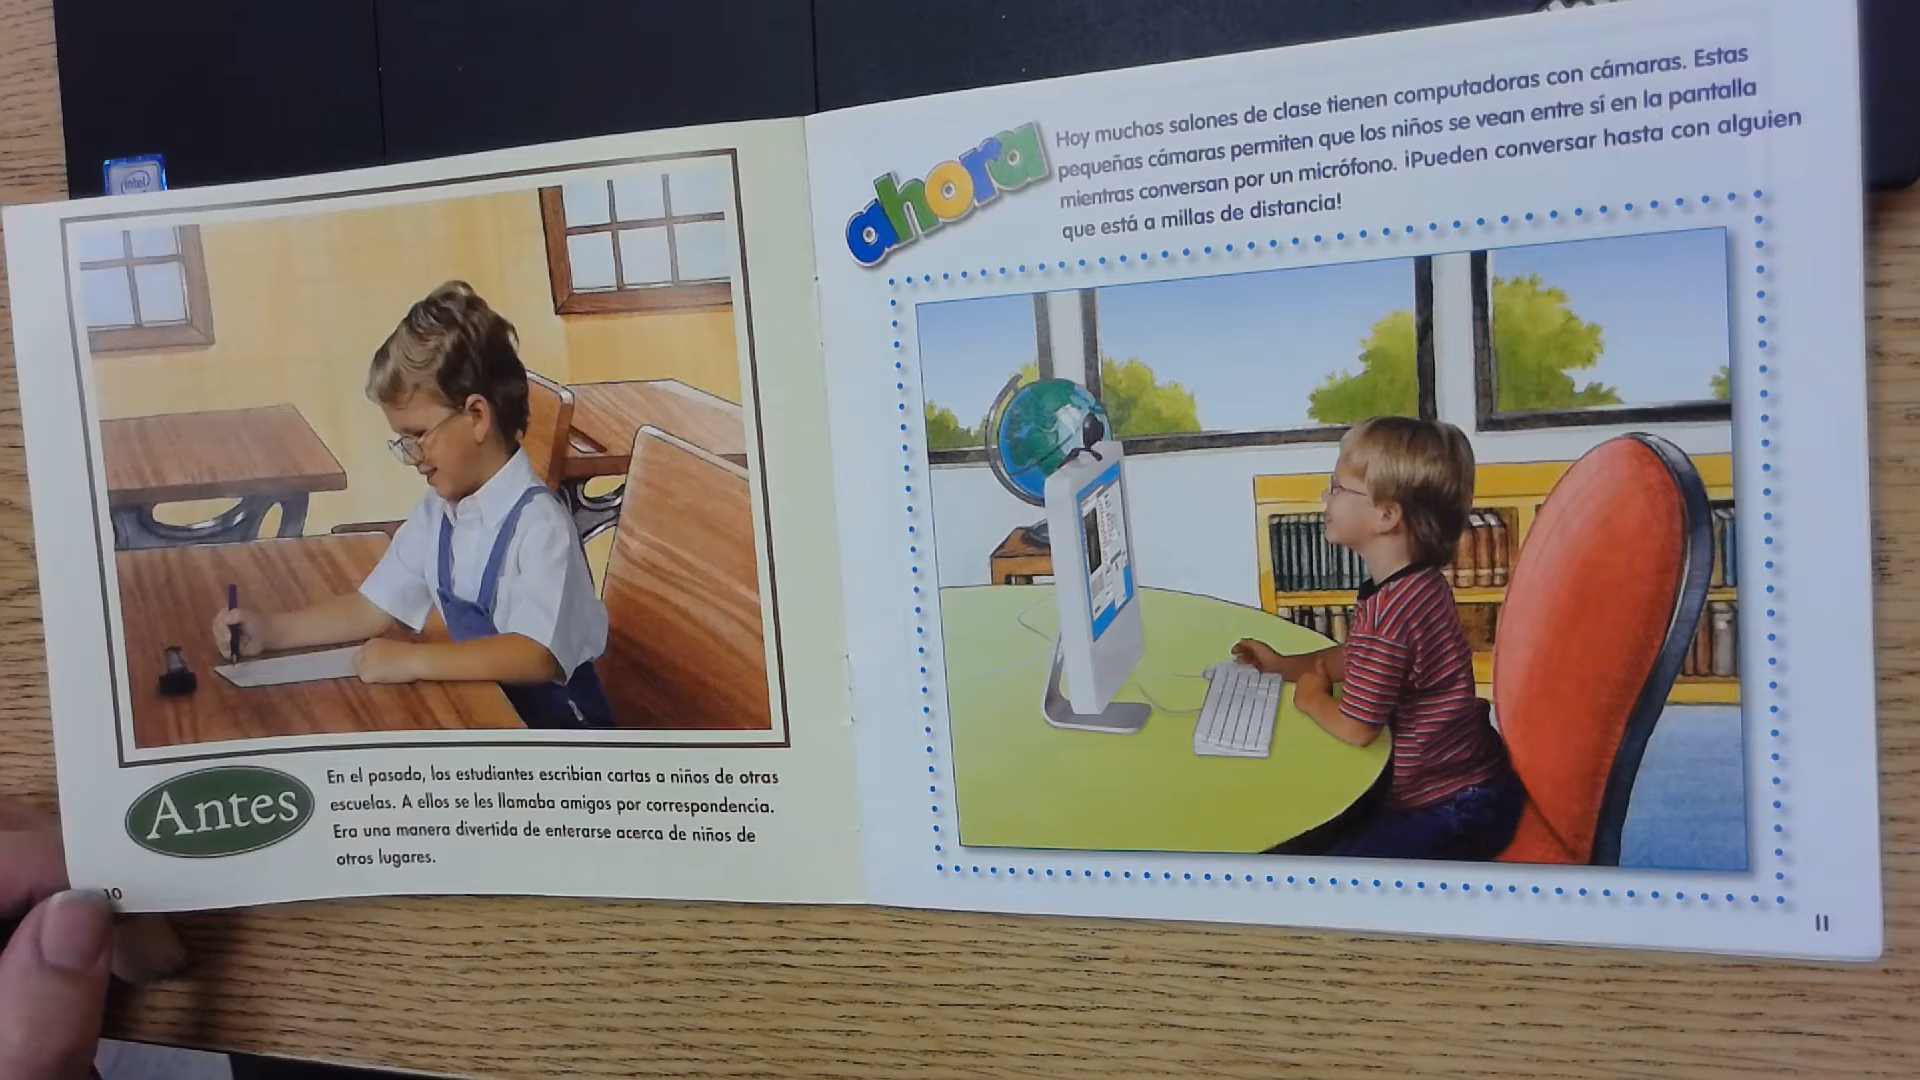 intel
Antes
En el pasado, los estudiantes escribían cartas a niños de otras
escuelas. A ellos se les llamaba amigos por correspondencia.
Era una manera divertida de enterarse acerca de niños de
otros lugares.
10
ahora
Hoy muchos salones de clase tienen computadoras con cámaras. Estas
pequeñas cámaras permiten que los niños se vean entre sí en la pantalla
mientras conversan por un micrófono. ¡Pueden conversar hasta con alguien
que está a millas de distancia!
11